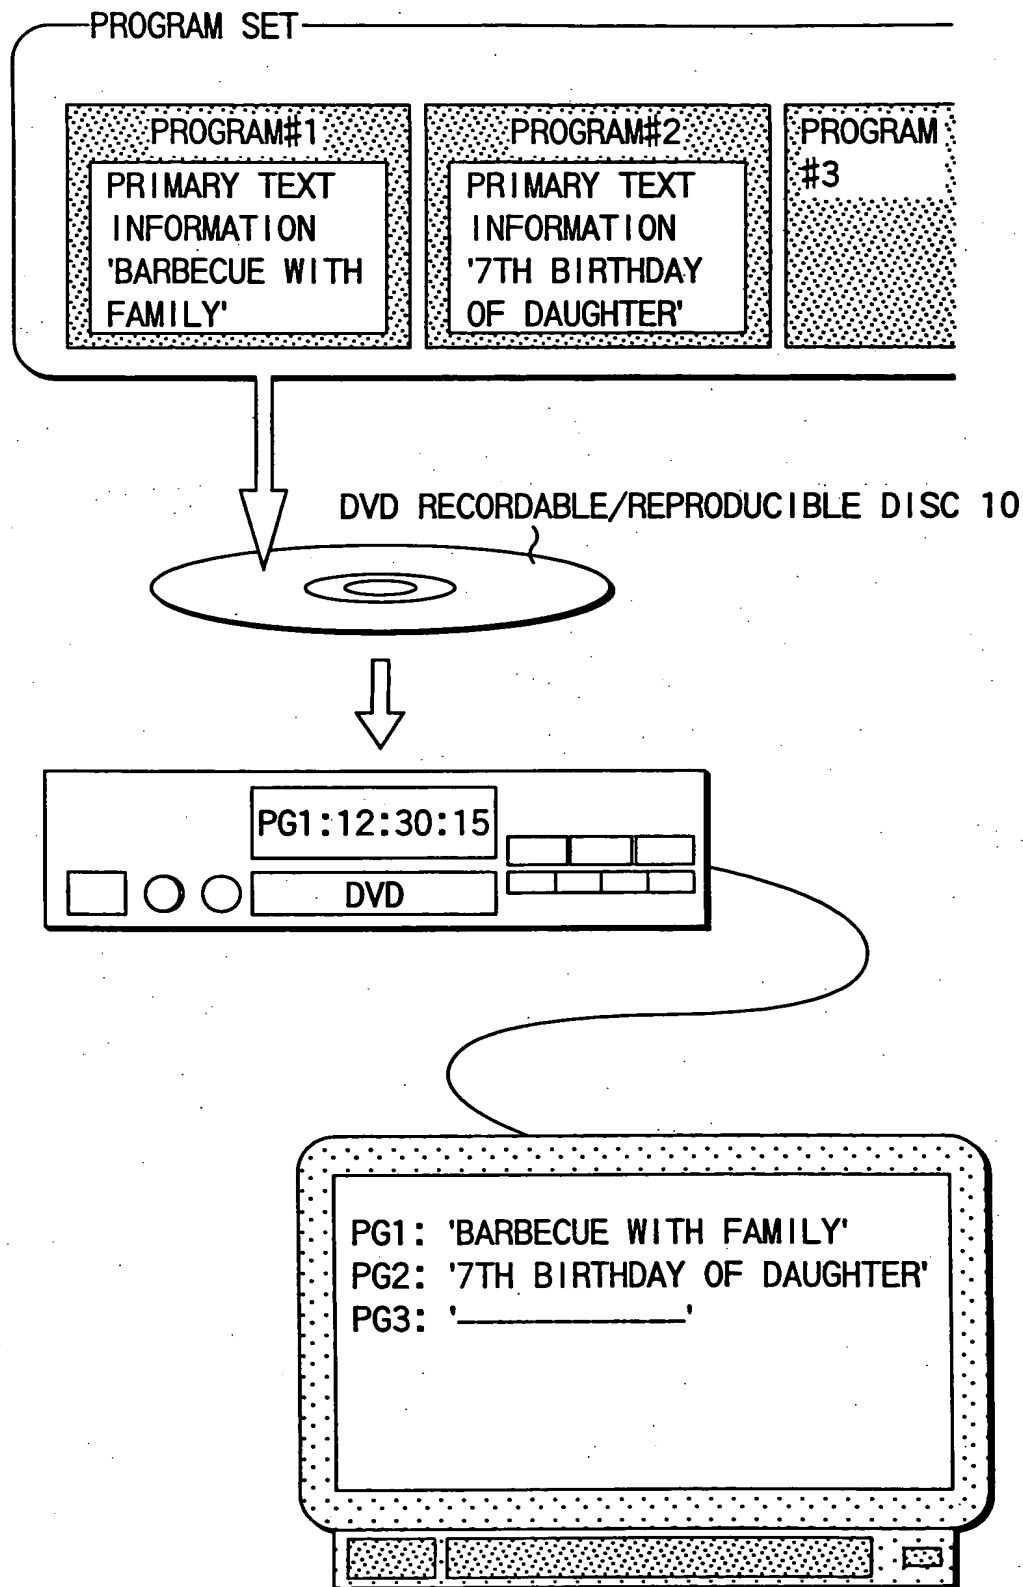 PROGRAM SET
PROGRAM#1
PRIMARY TEXT
INFORMATION
'BARBECUE WITH
FAMILY'
PROGRAM#2
PRIMARY TEXT
INFORMATION
'7TH BIRTHDAY
OF DAUGHTER'
PROGRAM
#3
DVD RECORDABLE/REPRODUCIBLE DISC 10
PG1:12:30:15
DVD
PG1: 'BARBECUE WITH FAMILY'
PG2: '7TH BIRTHDAY OF DAUGHTER'
PG3: '————'